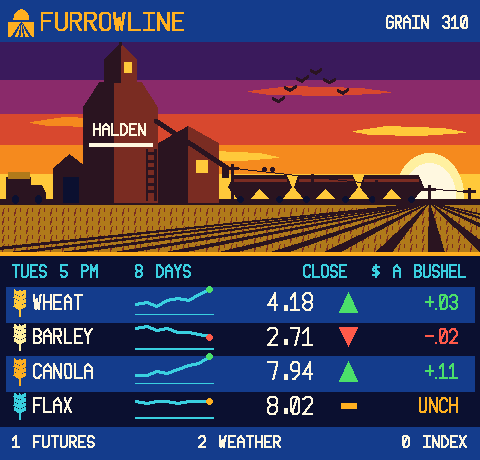 FURROWLINE GRAIN 310
HALDEN
TUES 5 PM 8 DAYS CLOSE $ A BUSHEL
WHEAT 4.18 +.03
BARLEY 2.71 -.02
CANOLA 7.94 +.11
FLAX 8.02 UNCH
1 FUTURES 2 WEATHER 0 INDEX